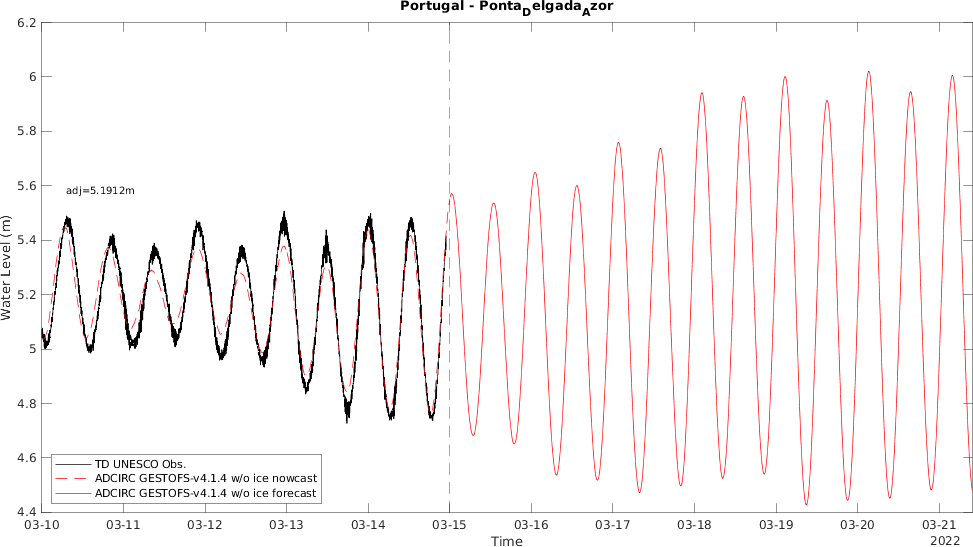 Portugal - PontaDelgadaAzor
6.2
6
5.8
5.6
5.4
5.2
5
4.8
4.6
4.4
Water Level (m)
adj=5.1912m
TD UNESCO Obs.
ADCIRC GESTOFS-v4.1.4 w/o ice nowcast
ADCIRC GESTOFS-v4.1.4 w/o ice forecast
03-10 03-11 03-12 03-13 03-14 03-15 03-16 03-17 03-18 03-19 03-20 03-21
Time
2022